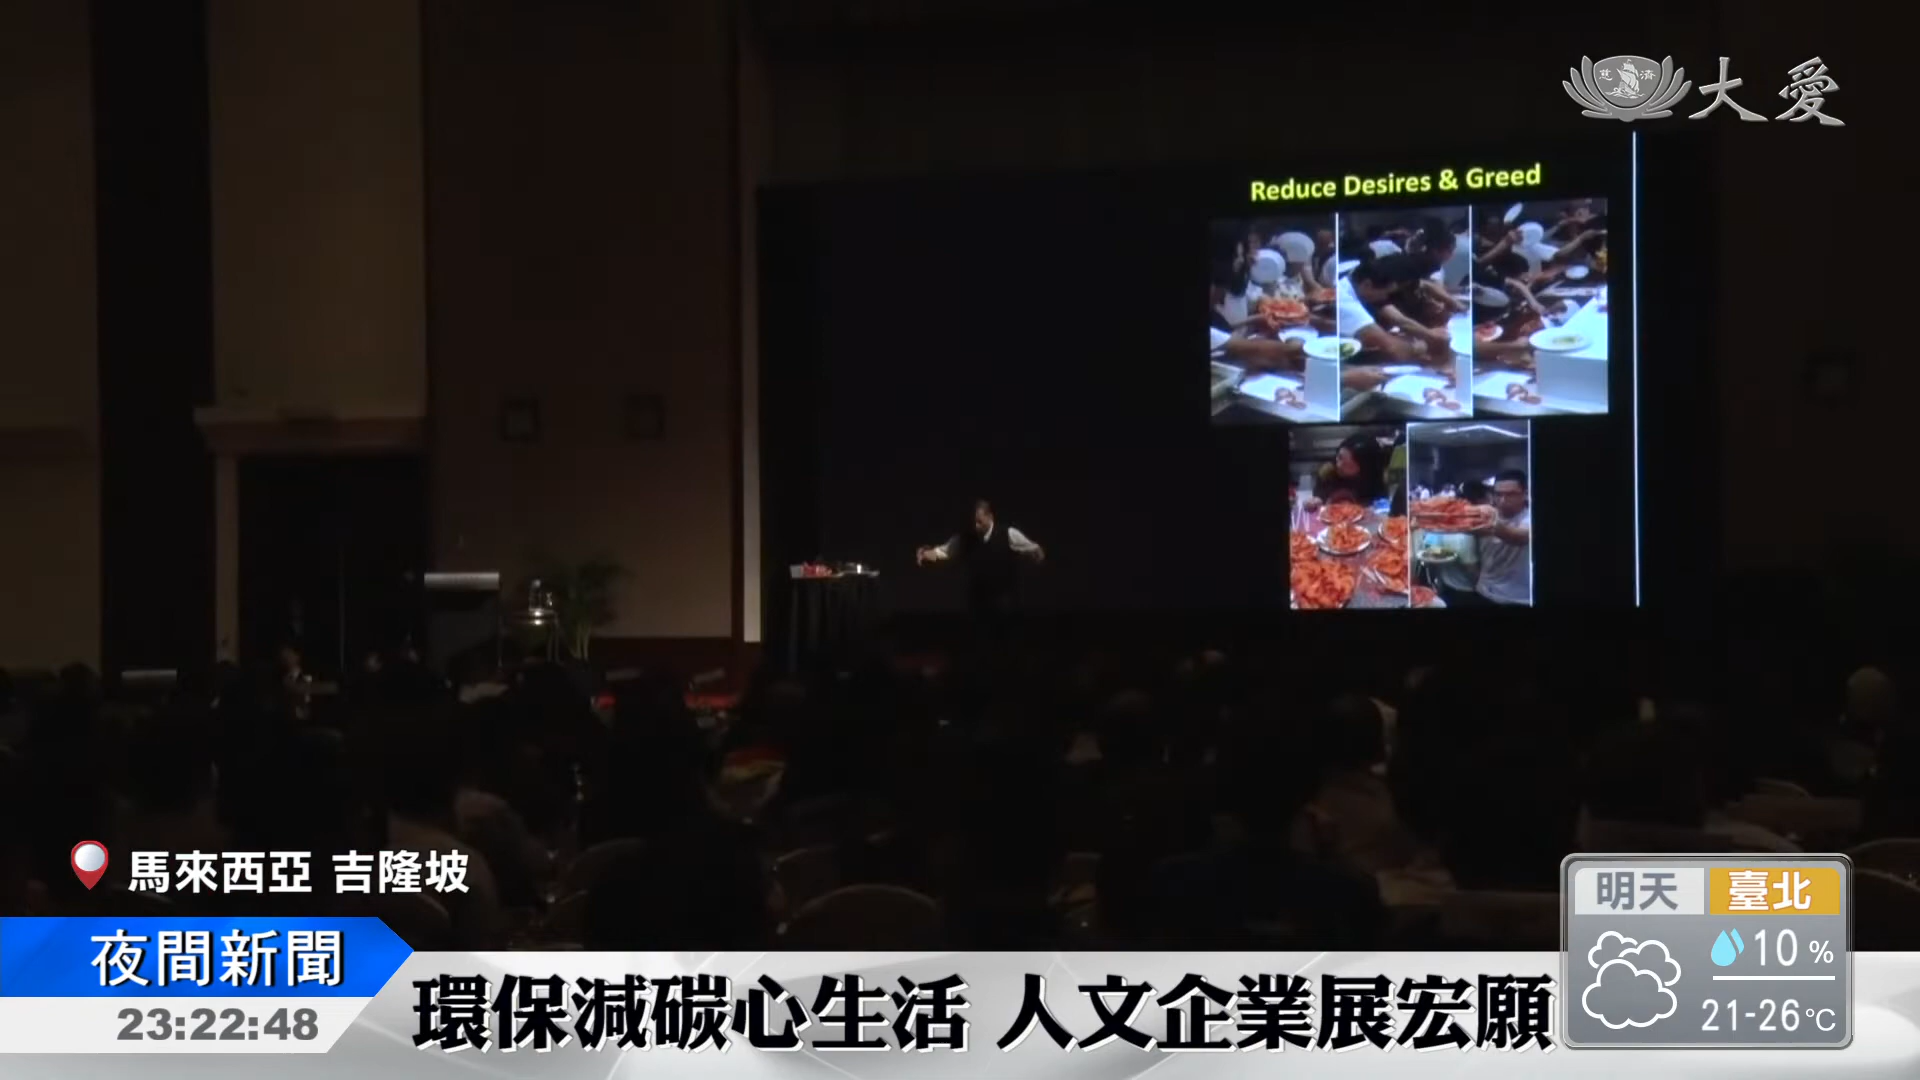 慈濟
大愛
Reduce Desires & Greed
馬來西亞 吉隆坡
夜間新聞
23:22:48
環保減碳心生活 人文企業展宏願
明天 臺北
10 %
21-26°C